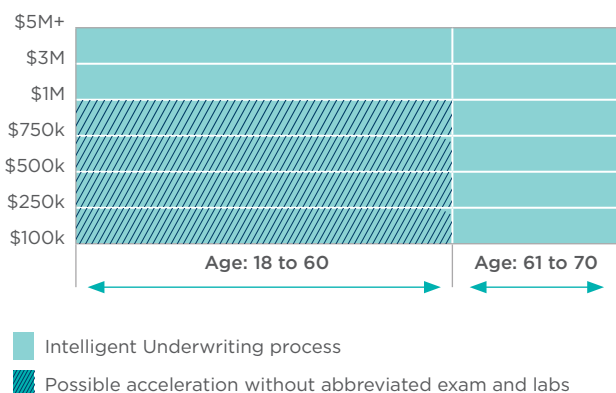 $5M+
$3M
$1M
$750k
$500k
$250k
$100k
Age: 18 to 60
Age: 61 to 70
Intelligent Underwriting process
Possible acceleration without abbreviated exam and labs